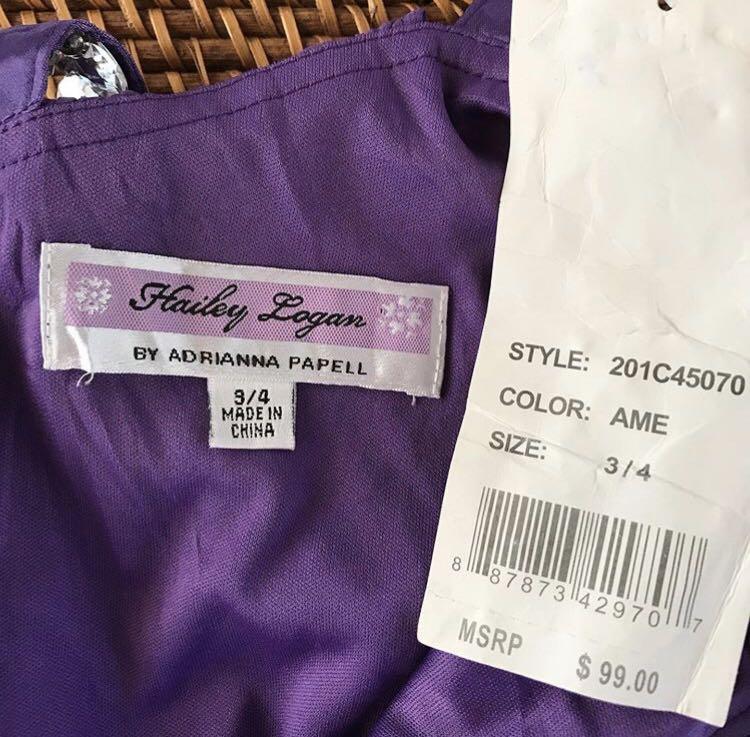 Hailey Logan
BY ADRIANNA PAPELL
3/4
MADE IN
CHINA
STYLE: 201C45070
COLOR: AME
SIZE: 3/4
8 87873 42970 7
MSRP $ 99.00